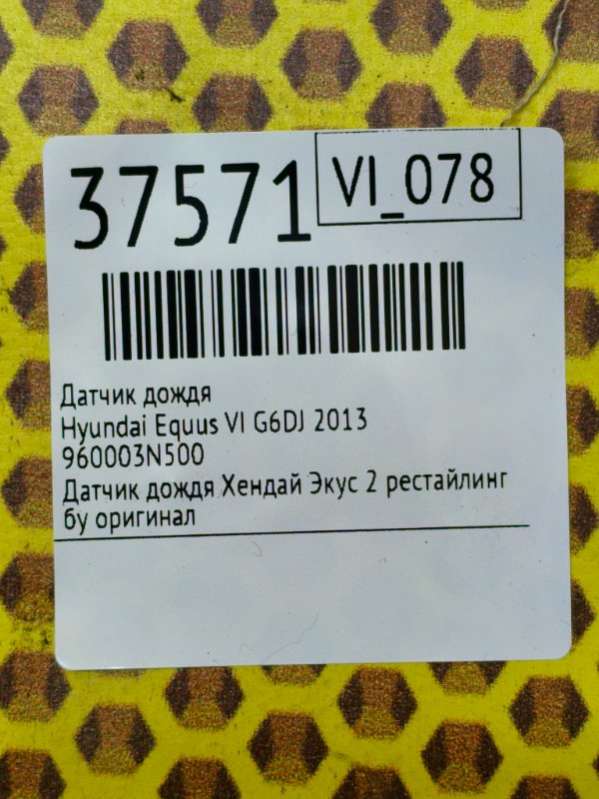 37571
VI_078
Датчик дождя
Hyundai Equus VI G6DJ 2013
960003N500
Датчик дождя Хендай Экус 2 рестайлинг
бу оригинал